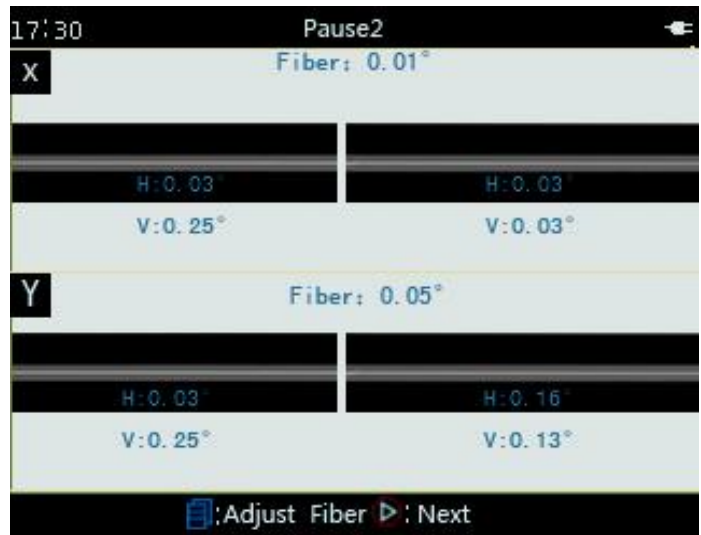 17:30 Pause2
X Fiber: 0.01°
H:0.03° H:0.03°
V:0.25° V:0.03°
Y Fiber: 0.05°
H:0.03° H:0.16°
V:0.25° V:0.13°
:Adjust Fiber :Next